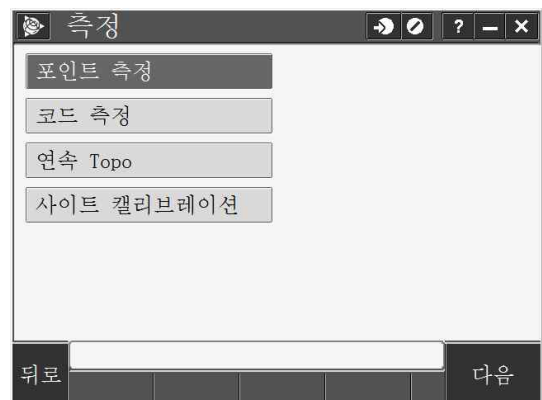 측정
? — ×
포인트 측정
코드 측정
연속 Topo
사이트 캘리브레이션
뒤로
다음